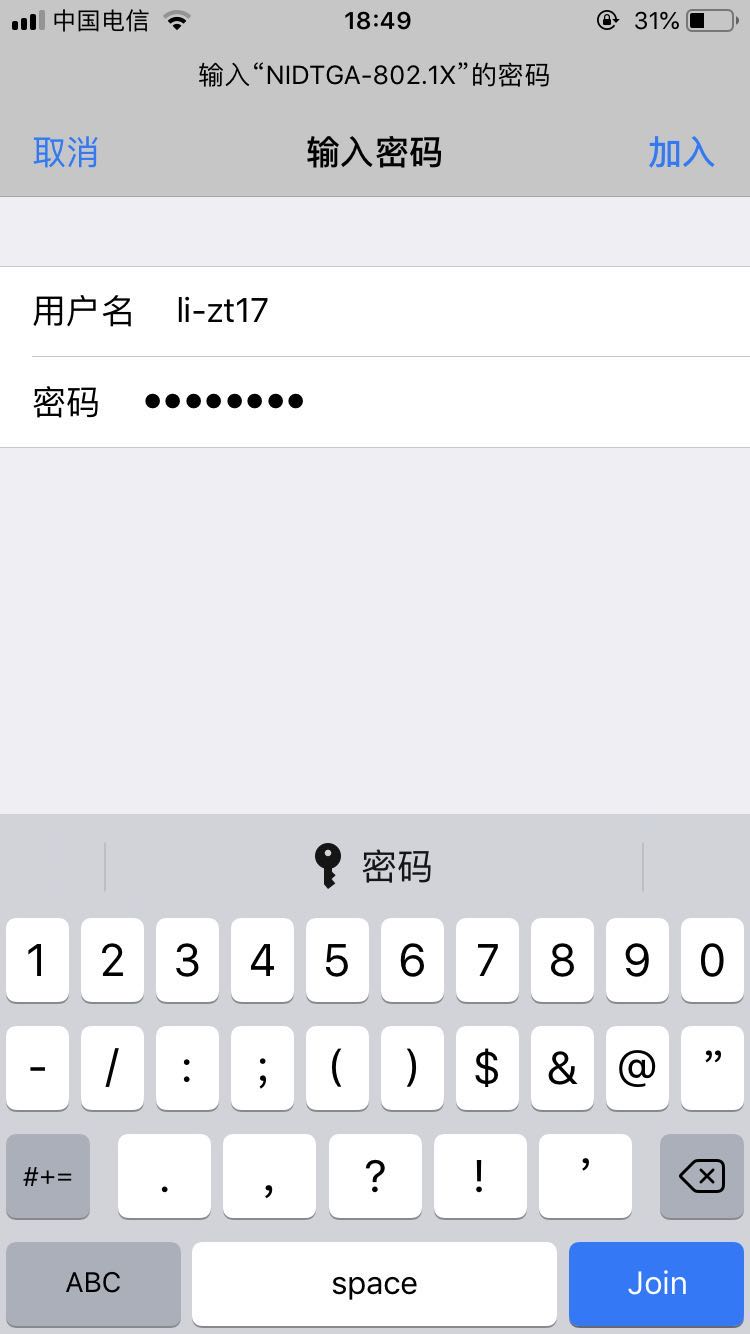 中国电信 18:49 31%
输入“NIDTGA-802.1X”的密码
取消 输入密码 加入
用户名 li-zt17
密码 ••••••••
密码
1 2 3 4 5 6 7 8 9 0
- / : ; ( ) $ & @ ”
#+= . , ? ! ’
ABC space Join